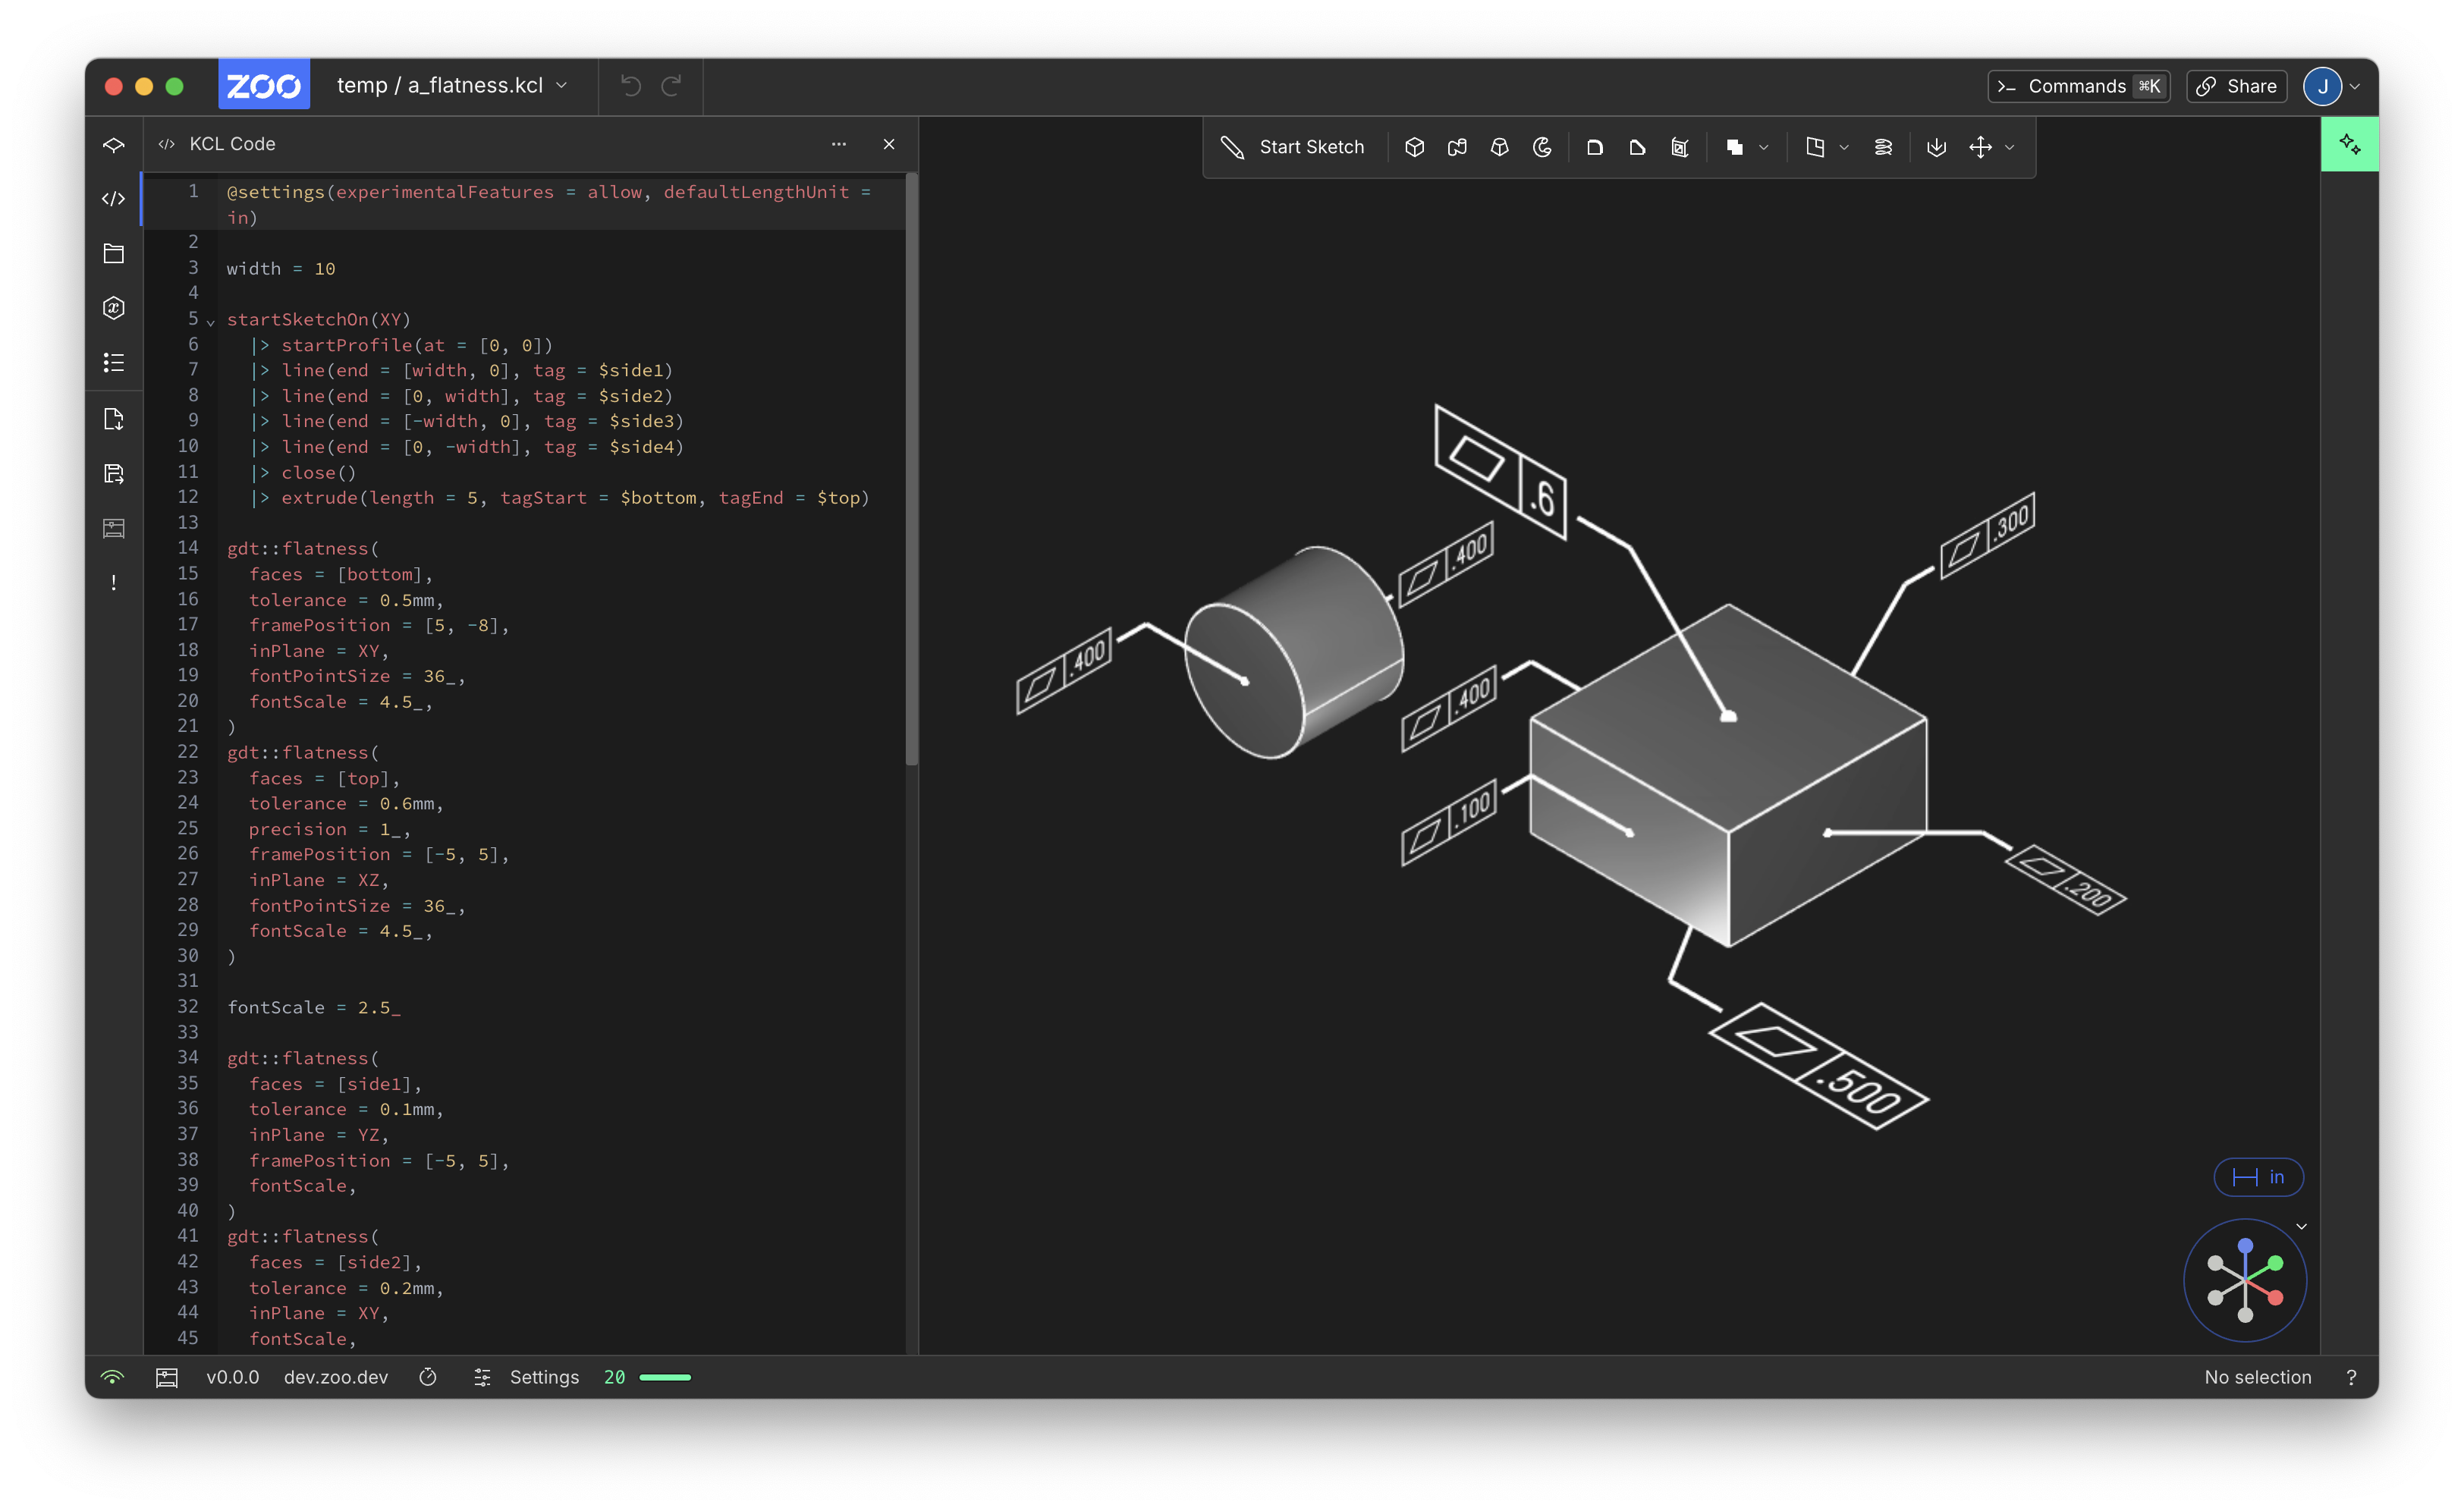 ZOO
temp / a_flatness.kcl
Commands ⌘K
Share
J
</> KCL Code
Start Sketch
1 @settings(experimentalFeatures = allow, defaultLengthUnit =
in)
2
3 width = 10
4
5 startSketchOn(XY)
6 |> startProfile(at = [0, 0])
7 |> line(end = [width, 0], tag = $side1)
8 |> line(end = [0, width], tag = $side2)
9 |> line(end = [-width, 0], tag = $side3)
10 |> line(end = [0, -width], tag = $side4)
11 |> close()
12 |> extrude(length = 5, tagStart = $bottom, tagEnd = $top)
13
14 gdt::flatness(
15 faces = [bottom],
16 tolerance = 0.5mm,
17 framePosition = [5, -8],
18 inPlane = XY,
19 fontPointSize = 36_,
20 fontScale = 4.5_,
21 )
22 gdt::flatness(
23 faces = [top],
24 tolerance = 0.6mm,
25 precision = 1_,
26 framePosition = [-5, 5],
27 inPlane = XZ,
28 fontPointSize = 36_,
29 fontScale = 4.5_,
30 )
31
32 fontScale = 2.5_
33
34 gdt::flatness(
35 faces = [side1],
36 tolerance = 0.1mm,
37 inPlane = YZ,
38 framePosition = [-5, 5],
39 fontScale,
40 )
41 gdt::flatness(
42 faces = [side2],
43 tolerance = 0.2mm,
44 inPlane = XY,
45 fontScale,
.6
.300
.400
.400
.400
.100
.200
.500
in
v0.0.0
dev.zoo.dev
Settings
20
No selection
?